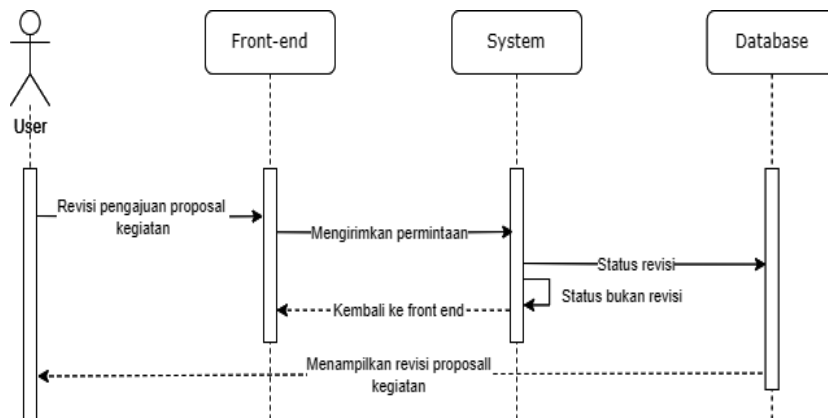 Front-end
System
Database
User
Revisi pengajuan proposal
kegiatan
Mengirimkan permintaan
Status revisi
Status bukan revisi
Kembali ke front end
Menampilkan revisi proposall
kegiatan